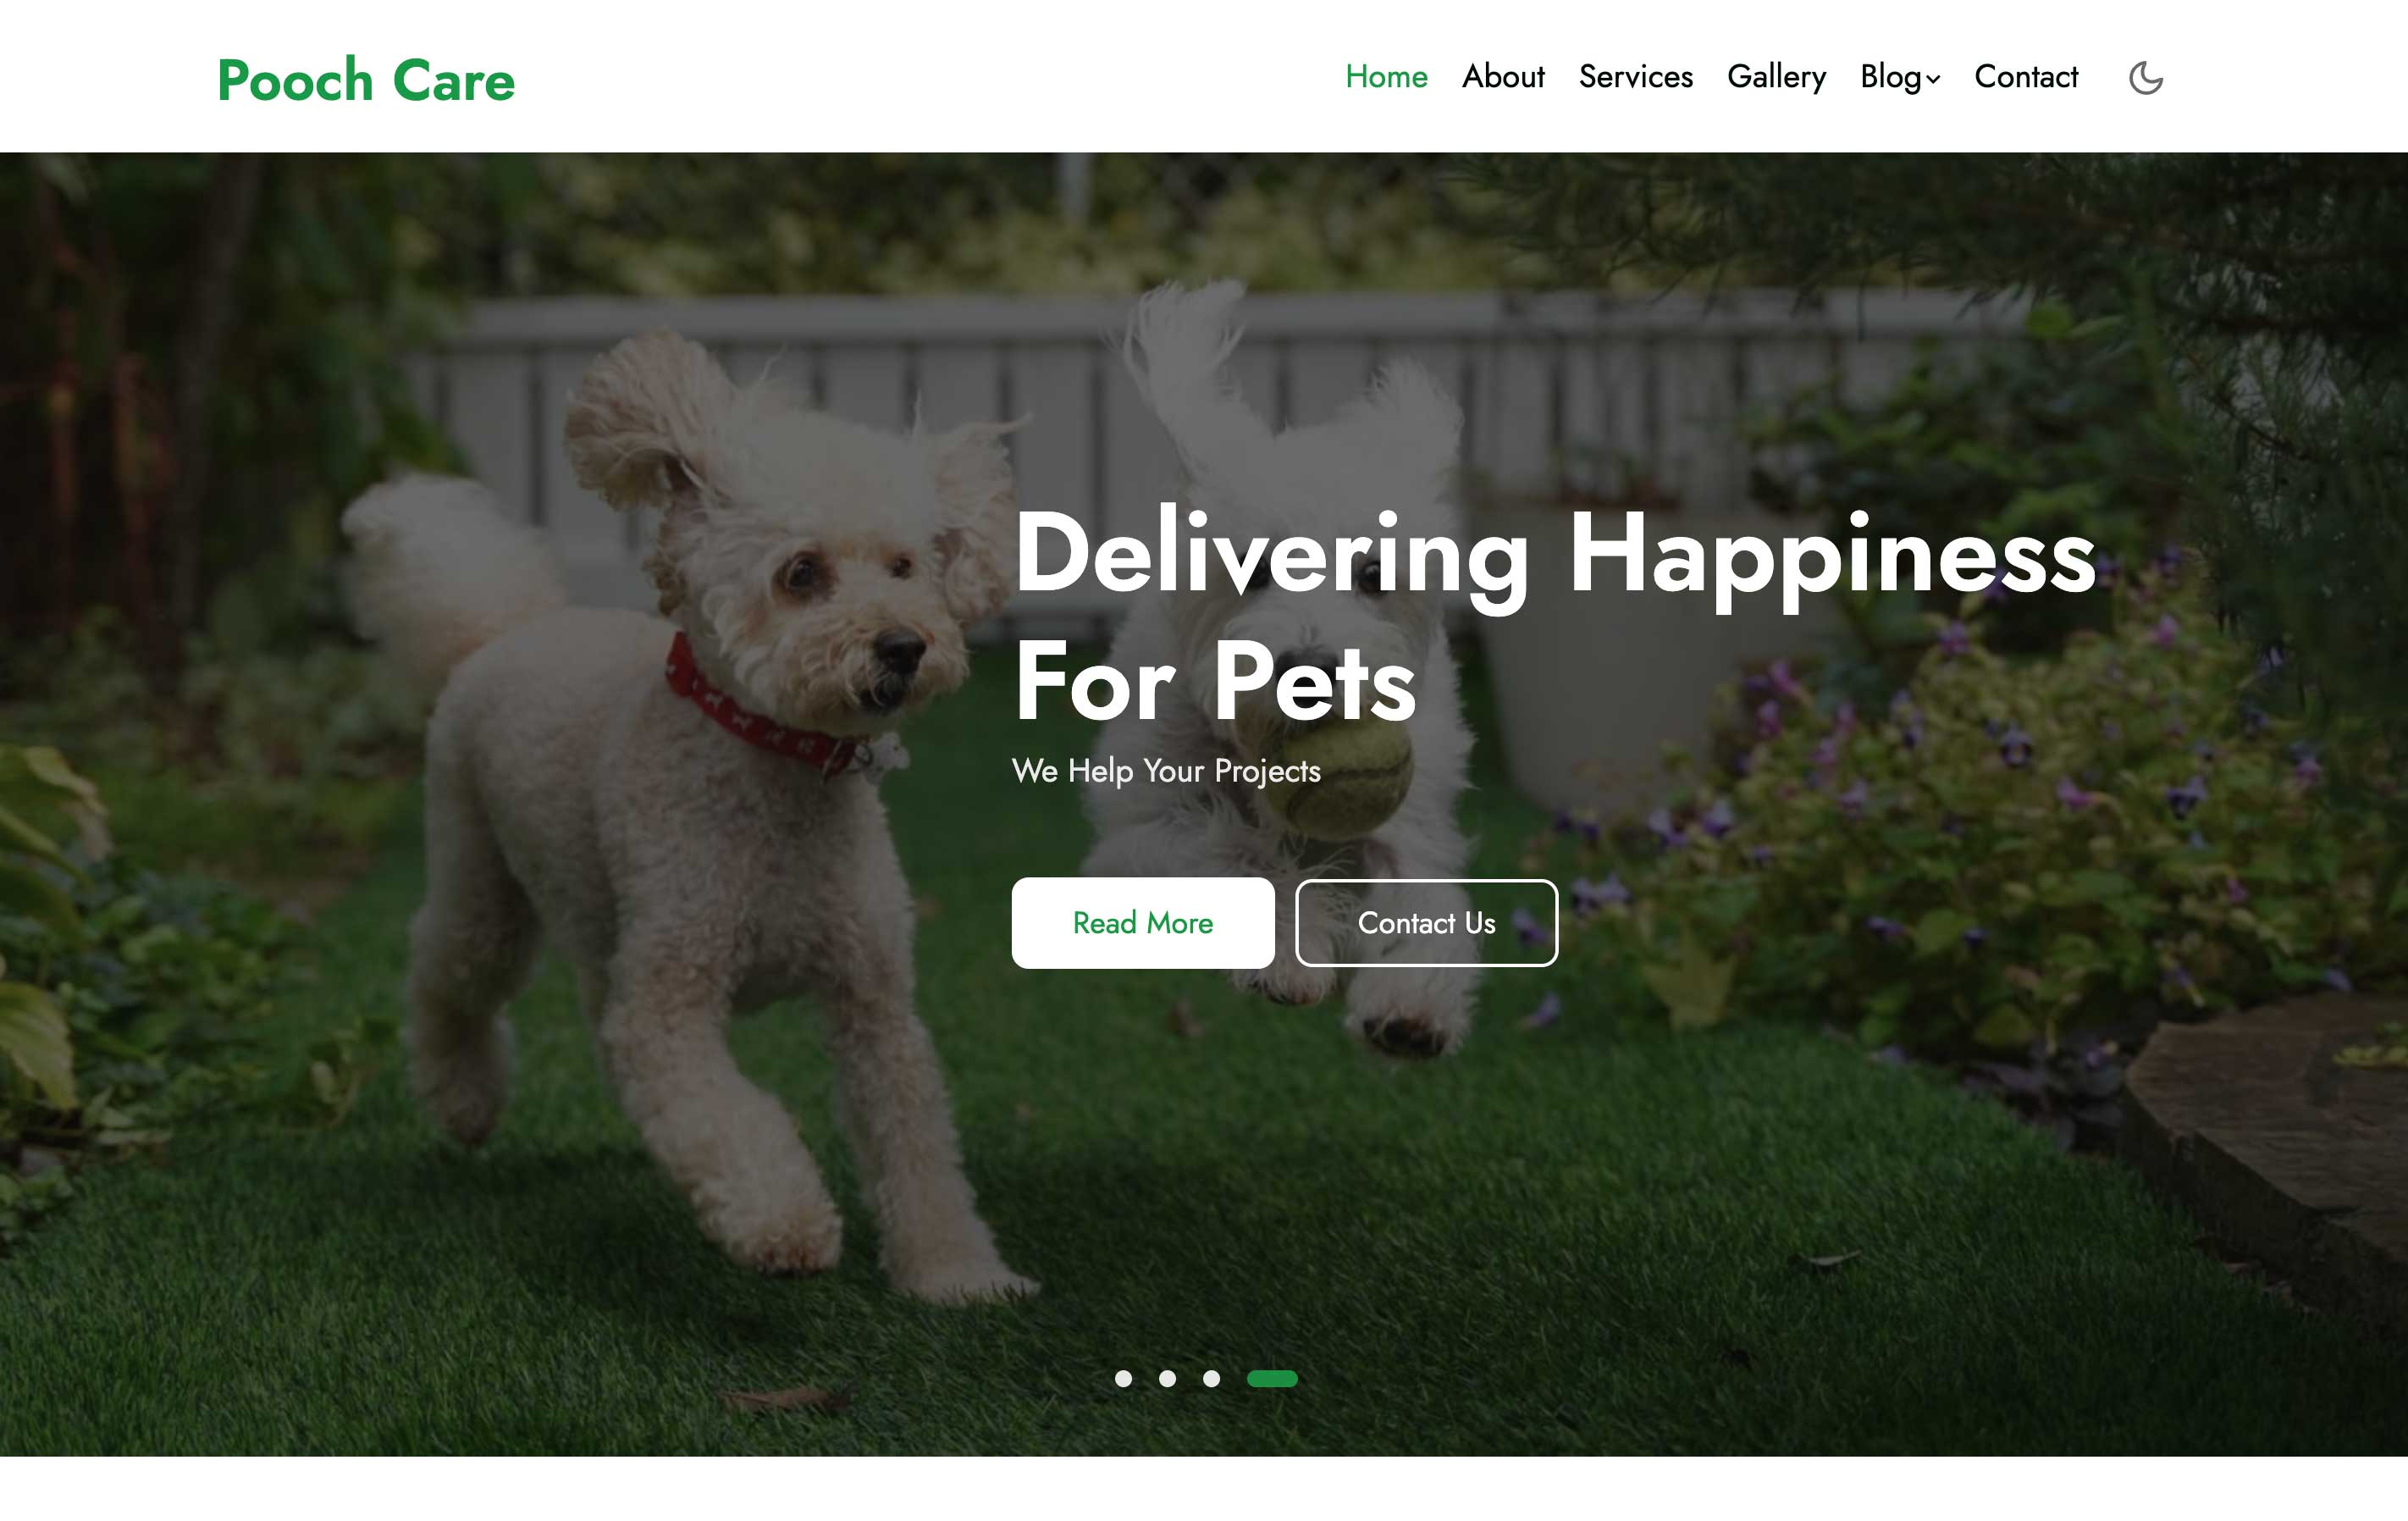 Pooch Care
Home About Services Gallery Blog Contact
Delivering Happiness
For Pets
We Help Your Projects
Read More Contact Us